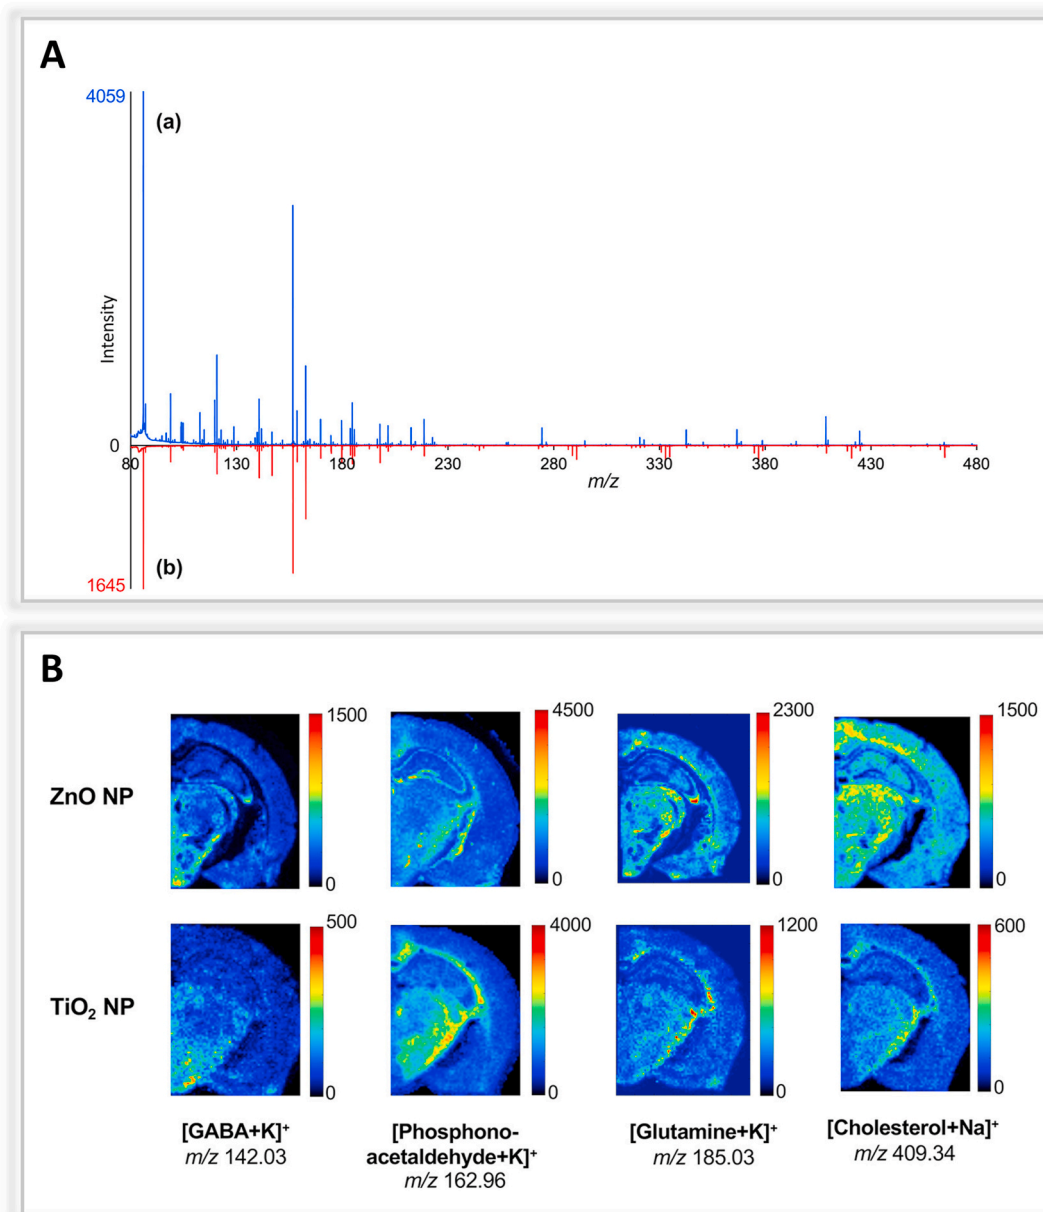 A
4059
(a)
Intensity
0
80 130 180 230 280 330 380 430 480
m/z
(b)
1645
B
ZnO NP
1500
0
4500
0
2300
0
1500
0
TiO₂ NP
500
0
4000
0
1200
0
600
0
[GABA+K]⁺
m/z 142.03
[Phosphono-
acetaldehyde+K]⁺
m/z 162.96
[Glutamine+K]⁺
m/z 185.03
[Cholesterol+Na]⁺
m/z 409.34